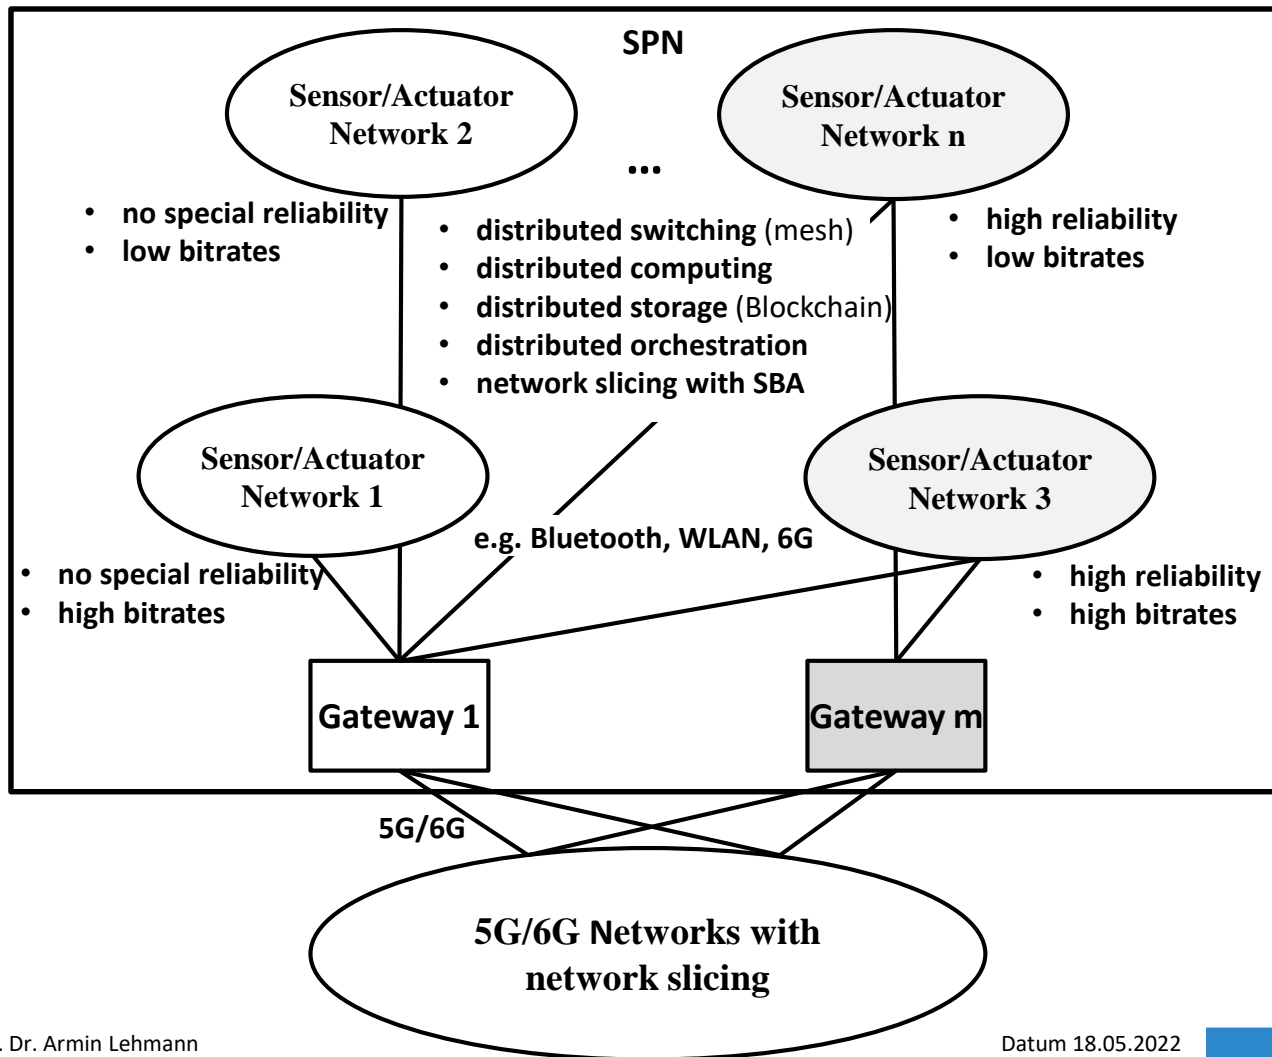 SPN
Sensor/Actuator
Network 2
Sensor/Actuator
Network n
...
• no special reliability
• low bitrates
• distributed switching (mesh)
• distributed computing
• distributed storage (Blockchain)
• distributed orchestration
• network slicing with SBA
• high reliability
• low bitrates
Sensor/Actuator
Network 1
Sensor/Actuator
Network 3
e.g. Bluetooth, WLAN, 6G
• no special reliability
• high bitrates
• high reliability
• high bitrates
Gateway 1
Gateway m
5G/6G
5G/6G Networks with
network slicing
. Dr. Armin Lehmann
Datum 18.05.2022